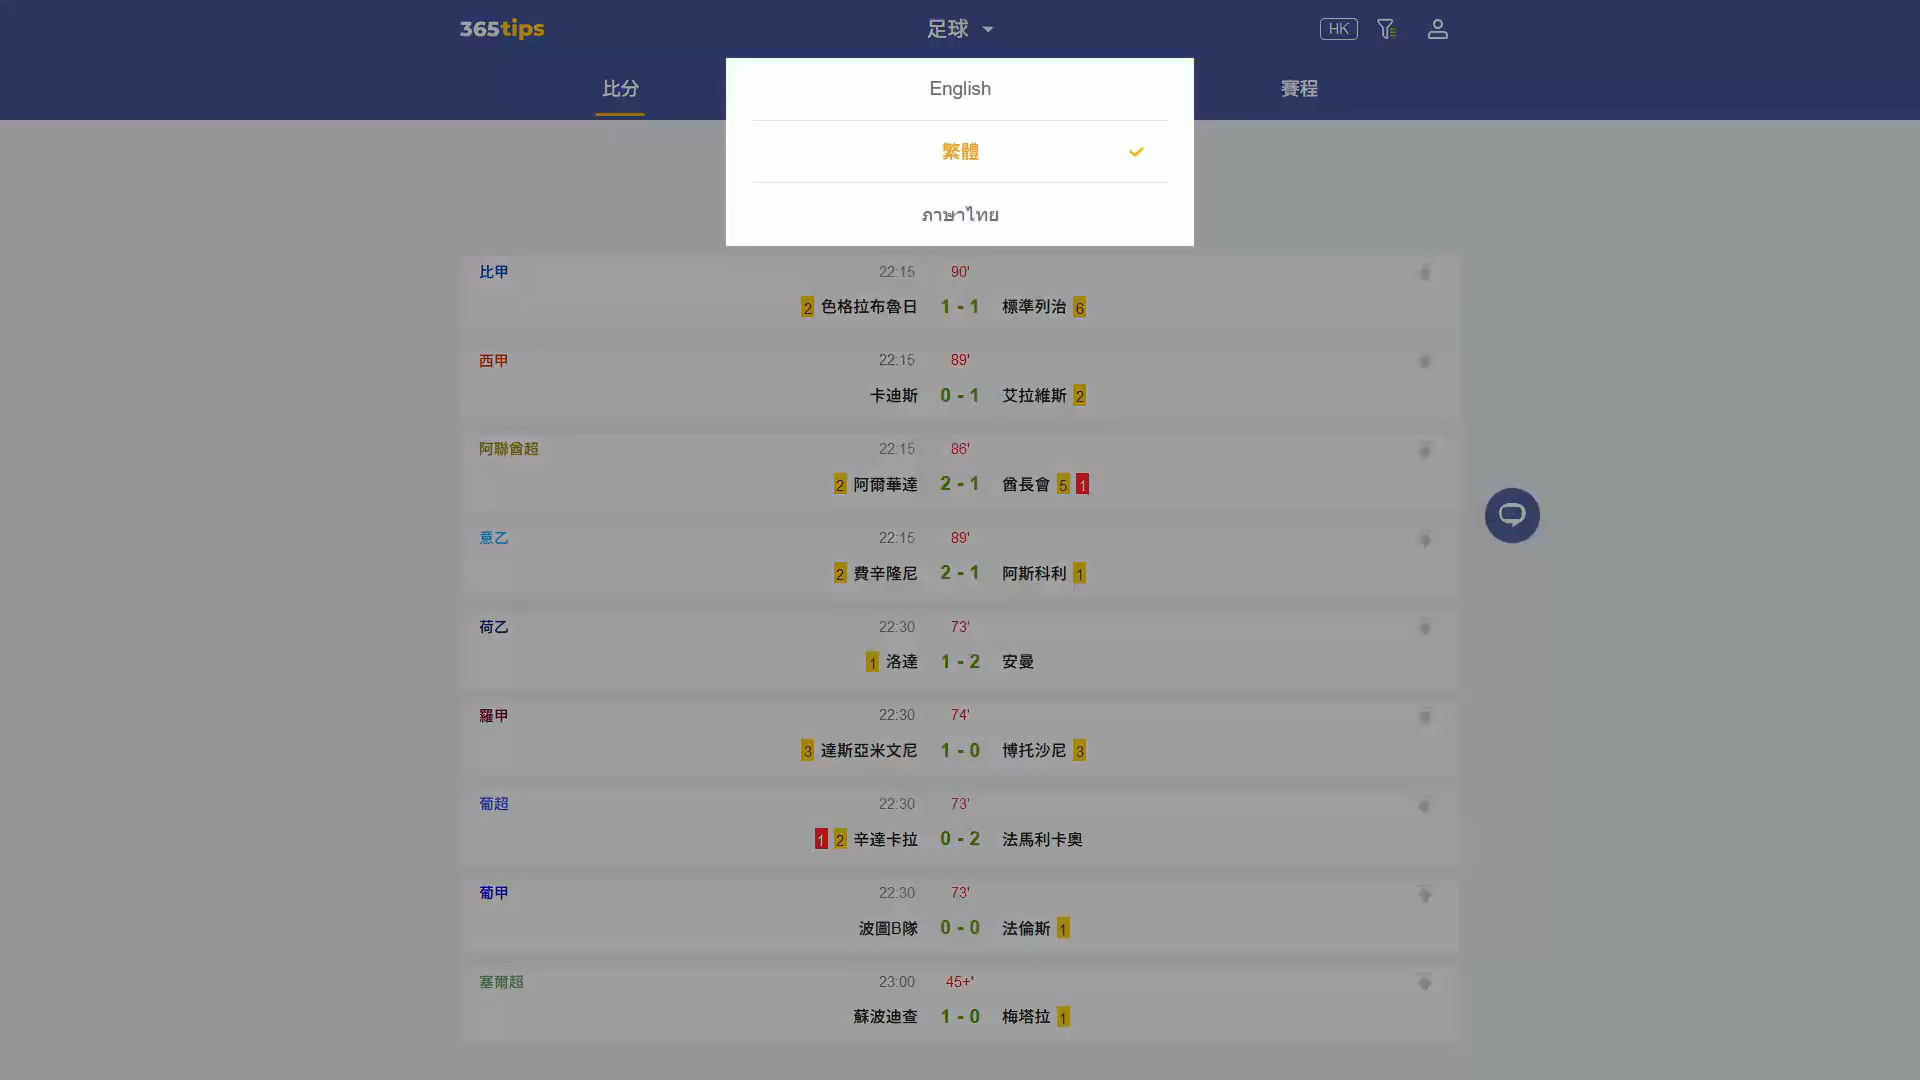 365tips
足球
HK
比分
賽程
English
繁體
ภาษาไทย
比甲 22:15 90'
2 色格拉布魯日 1 - 1 標準列治 6
西甲 22:15 89'
卡迪斯 0 - 1 艾拉維斯 2
阿聯酋超 22:15 86'
2 阿爾華達 2 - 1 酋長會 5 1
意乙 22:15 89'
2 費辛隆尼 2 - 1 阿斯科利 1
荷乙 22:30 73'
1 洛達 1 - 2 安曼
羅甲 22:30 74'
3 達斯亞米文尼 1 - 0 博托沙尼 3
葡超 22:30 73'
1 2 辛達卡拉 0 - 2 法馬利卡奧
葡甲 22:30 73'
波圖B隊 0 - 0 法倫斯 1
塞爾超 23:00 45+'
蘇波迪查 1 - 0 梅塔拉 1